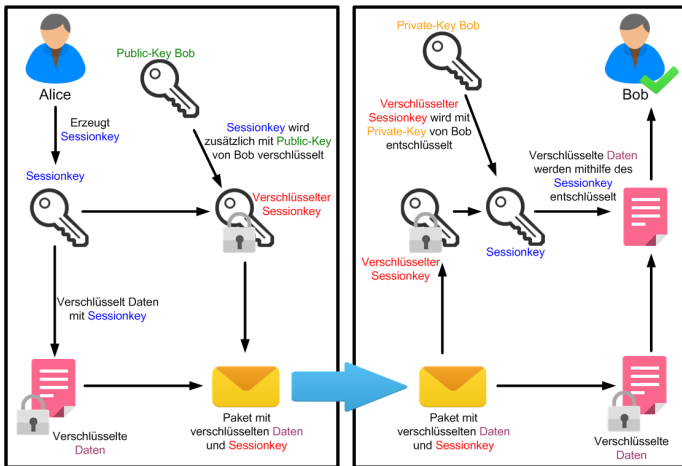 Alice
Public-Key Bob
Erzeugt
Sessionkey
Sessionkey wird
zusätzlich mit Public-Key
von Bob verschlüsselt
Sessionkey
Verschlüsselter
Sessionkey
Verschlüsselt Daten
mit Sessionkey
Verschlüsselte
Daten
Paket mit
verschlüsselten Daten
und Sessionkey
Private-Key Bob
Bob
Verschlüsselter
Sessionkey wird mit
Private-Key von Bob
entschlüsselt
Verschlüsselte Daten
werden mithilfe des
Sessionkey
entschlüsselt
Sessionkey
Verschlüsselter
Sessionkey
Paket mit
verschlüsselten Daten
und Sessionkey
Verschlüsselte
Daten